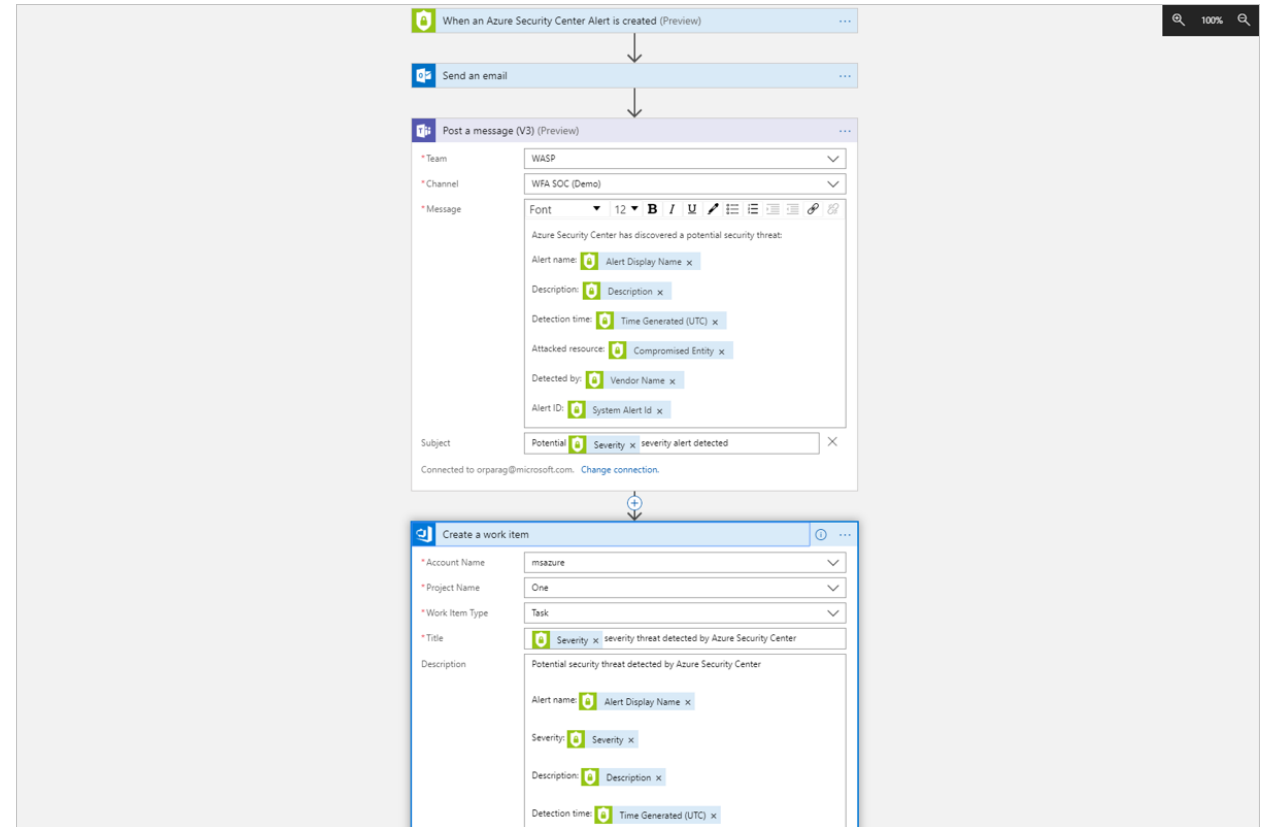 When an Azure Security Center Alert is created (Preview) ...
100%
Send an email ...
Post a message (V3) (Preview) ...
* Team WASP
* Channel WFA SOC (Demo)
* Message Font 12 B I U
Azure Security Center has discovered a potential security threat:
Alert name: Alert Display Name x
Description: Description x
Detection time: Time Generated (UTC) x
Attacked resource: Compromised Entity x
Detected by: Vendor Name x
Alert ID: System Alert Id x
Subject Potential Severity x severity alert detected
Connected to orparag@microsoft.com. Change connection.
Create a work item ...
* Account Name msazure
* Project Name One
* Work Item Type Task
* Title Severity x severity threat detected by Azure Security Center
Description Potential security threat detected by Azure Security Center
Alert name: Alert Display Name x
Severity: Severity x
Description: Description x
Detection time: Time Generated (UTC) x